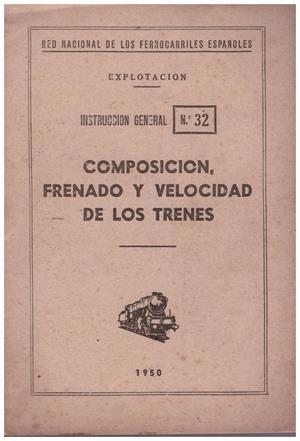 RED NACIONAL DE LOS FERROCARRILES ESPAÑOLES
EXPLOTACION
INSTRUCCION GENERAL N.º 32
COMPOSICION,
FRENADO Y VELOCIDAD
DE LOS TRENES
1950